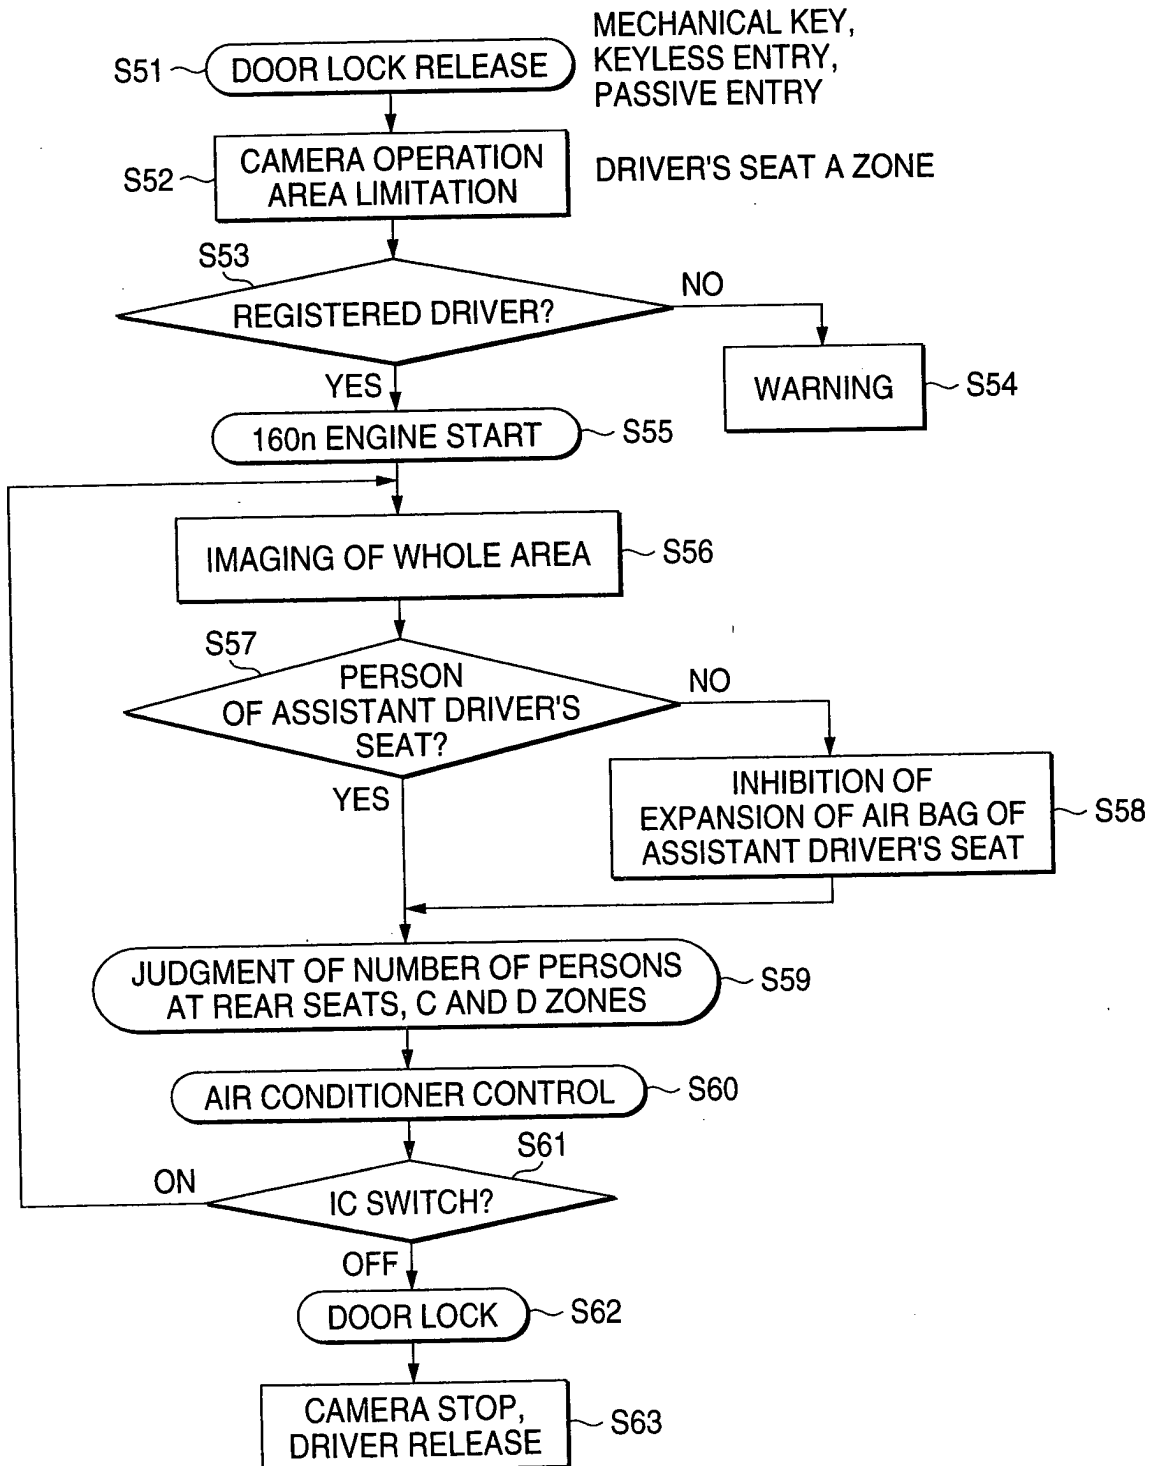 MECHANICAL KEY,
KEYLESS ENTRY,
PASSIVE ENTRY
S51
DOOR LOCK RELEASE
S52
CAMERA OPERATION
AREA LIMITATION
DRIVER'S SEAT A ZONE
S53
REGISTERED DRIVER?
NO
YES
WARNING
S54
160n ENGINE START
S55
IMAGING OF WHOLE AREA
S56
S57
PERSON
OF ASSISTANT DRIVER'S
SEAT?
NO
YES
INHIBITION OF
EXPANSION OF AIR BAG OF
ASSISTANT DRIVER'S SEAT
S58
JUDGMENT OF NUMBER OF PERSONS
AT REAR SEATS, C AND D ZONES
S59
AIR CONDITIONER CONTROL
S60
S61
ON
IC SWITCH?
OFF
DOOR LOCK
S62
CAMERA STOP,
DRIVER RELEASE
S63